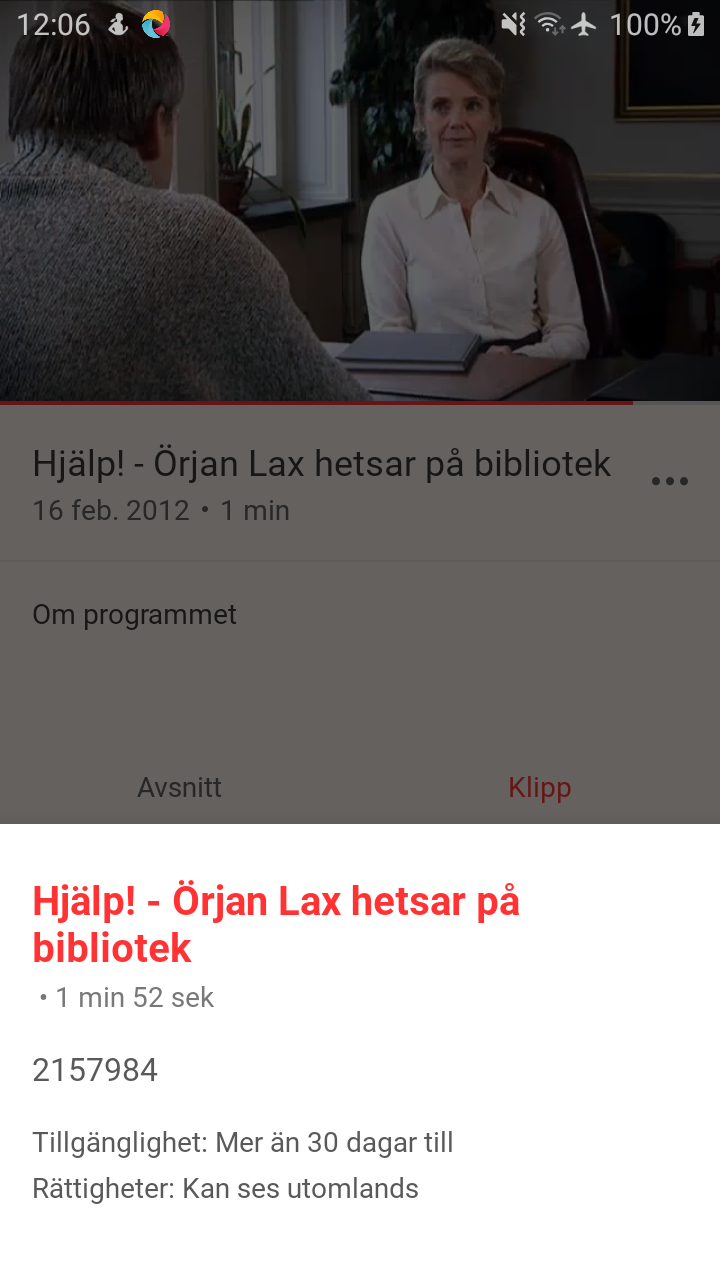 12:06
100%
Hjälp! - Örjan Lax hetsar på bibliotek
16 feb. 2012 • 1 min
Om programmet
Avsnitt
Klipp
Hjälp! - Örjan Lax hetsar på
bibliotek
• 1 min 52 sek
2157984
Tillgänglighet: Mer än 30 dagar till
Rättigheter: Kan ses utomlands